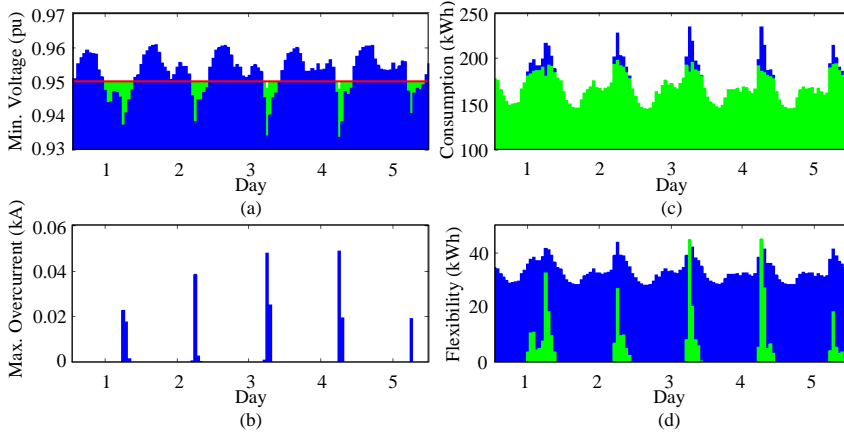 Min. Voltage (pu)
0.97
0.96
0.95
0.94
0.93
1 2 3 4 5
Day
(a)
Consumption (kWh)
250
200
150
100
1 2 3 4 5
Day
(c)
Max. Overcurrent (kA)
0.06
0.04
0.02
0
1 2 3 4 5
Day
(b)
Flexibility (kWh)
40
20
0
1 2 3 4 5
Day
(d)